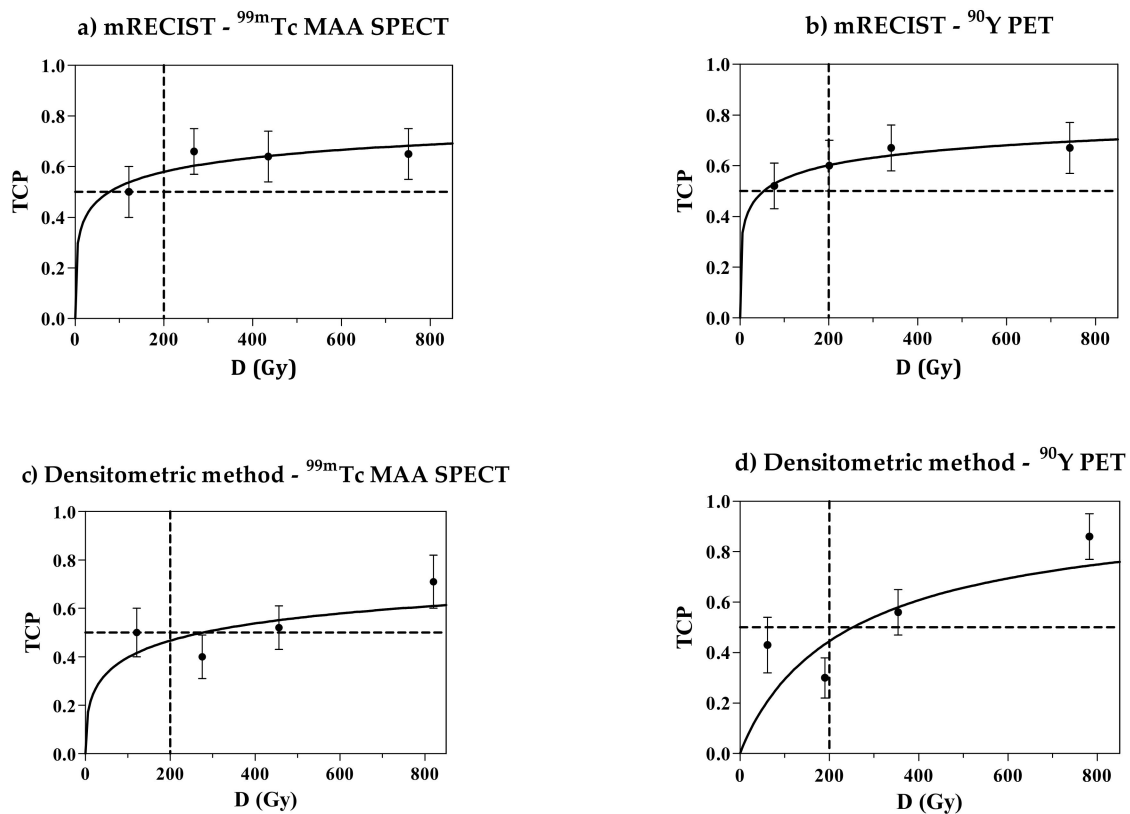 a) mRECIST - 99mTc MAA SPECT
1.0
0.8
0.6
0.4
0.2
0.0
TCP
0 200 400 600 800
D (Gy)
b) mRECIST - 90Y PET
1.0
0.8
0.6
0.4
0.2
0.0
TCP
0 200 400 600 800
D (Gy)
c) Densitometric method - 99mTc MAA SPECT
1.0
0.8
0.6
0.4
0.2
0.0
TCP
0 200 400 600 800
D (Gy)
d) Densitometric method - 90Y PET
1.0
0.8
0.6
0.4
0.2
0.0
TCP
0 200 400 600 800
D (Gy)